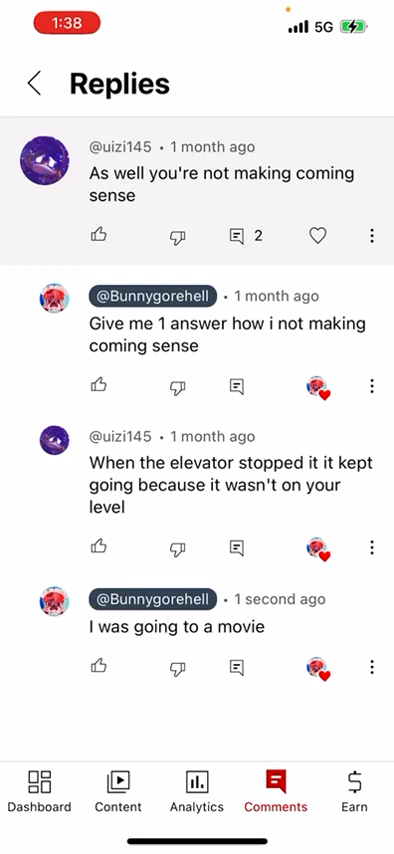 1:38
5G
Replies
@uizi145 • 1 month ago
As well you're not making coming
sense
2
@Bunnygorehell • 1 month ago
Give me 1 answer how i not making
coming sense
@uizi145 • 1 month ago
When the elevator stopped it it kept
going because it wasn't on your
level
@Bunnygorehell • 1 second ago
I was going to a movie
Dashboard Content Analytics Comments Earn